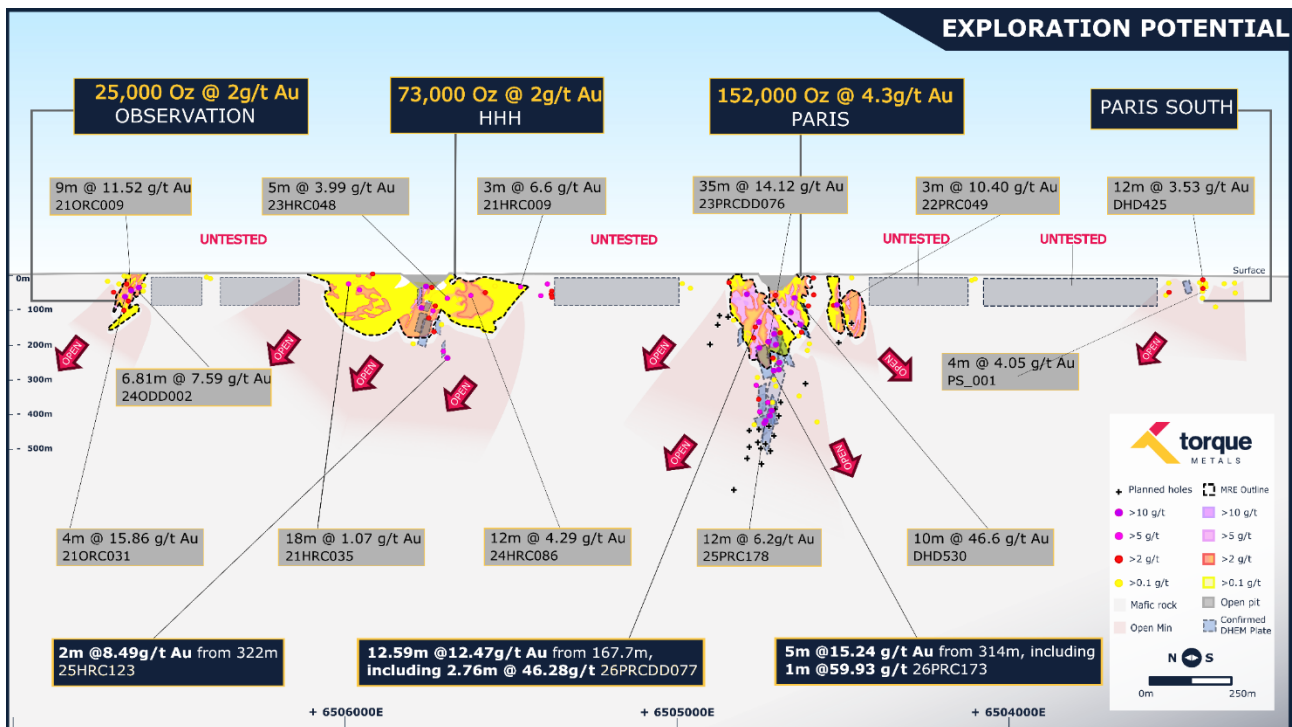 EXPLORATION POTENTIAL
25,000 Oz @ 2g/t Au
OBSERVATION
73,000 Oz @ 2g/t Au
HHH
152,000 Oz @ 4.3g/t Au
PARIS
PARIS SOUTH
9m @ 11.52 g/t Au
21ORC009
5m @ 3.99 g/t Au
23HRC048
3m @ 6.6 g/t Au
21HRC009
35m @ 14.12 g/t Au
23PRCDD076
3m @ 10.40 g/t Au
22PRC049
12m @ 3.53 g/t Au
DHD425
UNTESTED
UNTESTED
UNTESTED
UNTESTED
Surface
0m
- 100m
- 200m
- 300m
- 400m
- 500m
OPEN
OPEN
OPEN
OPEN
OPEN
OPEN
OPEN
OPEN
6.81m @ 7.59 g/t Au
24ODD002
4m @ 4.05 g/t Au
PS_001
4m @ 15.86 g/t Au
21ORC031
18m @ 1.07 g/t Au
21HRC035
12m @ 4.29 g/t Au
24HRC086
12m @ 6.2g/t Au
25PRC178
10m @ 46.6 g/t Au
DHD530
2m @8.49g/t Au from 322m
25HRC123
12.59m @12.47g/t Au from 167.7m,
including 2.76m @ 46.28g/t 26PRCDD077
5m @15.24 g/t Au from 314m, including
1m @59.93 g/t 26PRC173
torque
METALS
Planned holes
MRE Outline
>10 g/t
>10 g/t
>5 g/t
>5 g/t
>2 g/t
>2 g/t
>0.1 g/t
>0.1 g/t
Mafic rock
Open pit
Open Min
Confirmed
DHEM Plate
N S
0m 250m
+ 6506000E
+ 6505000E
+ 6504000E